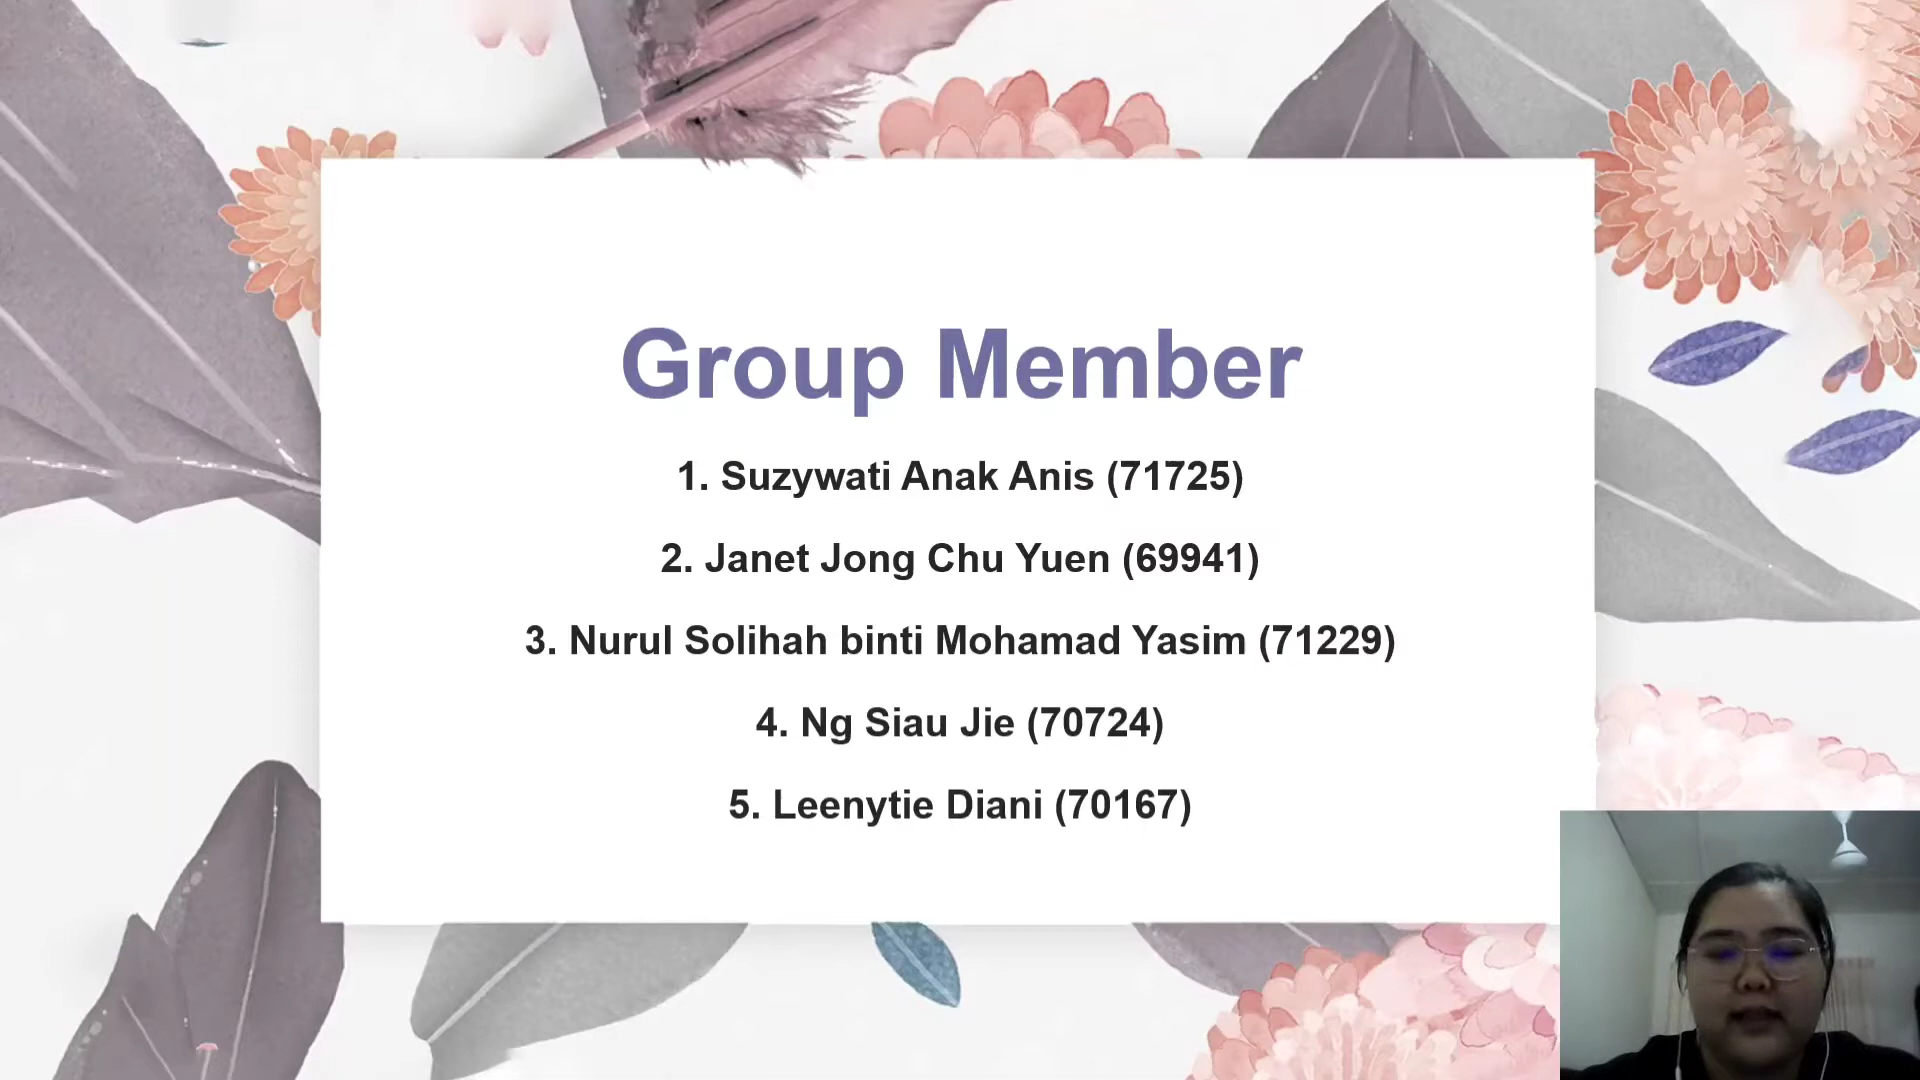 Group Member
1. Suzywati Anak Anis (71725)
2. Janet Jong Chu Yuen (69941)
3. Nurul Solihah binti Mohamad Yasim (71229)
4. Ng Siau Jie (70724)
5. Leenytie Diani (70167)